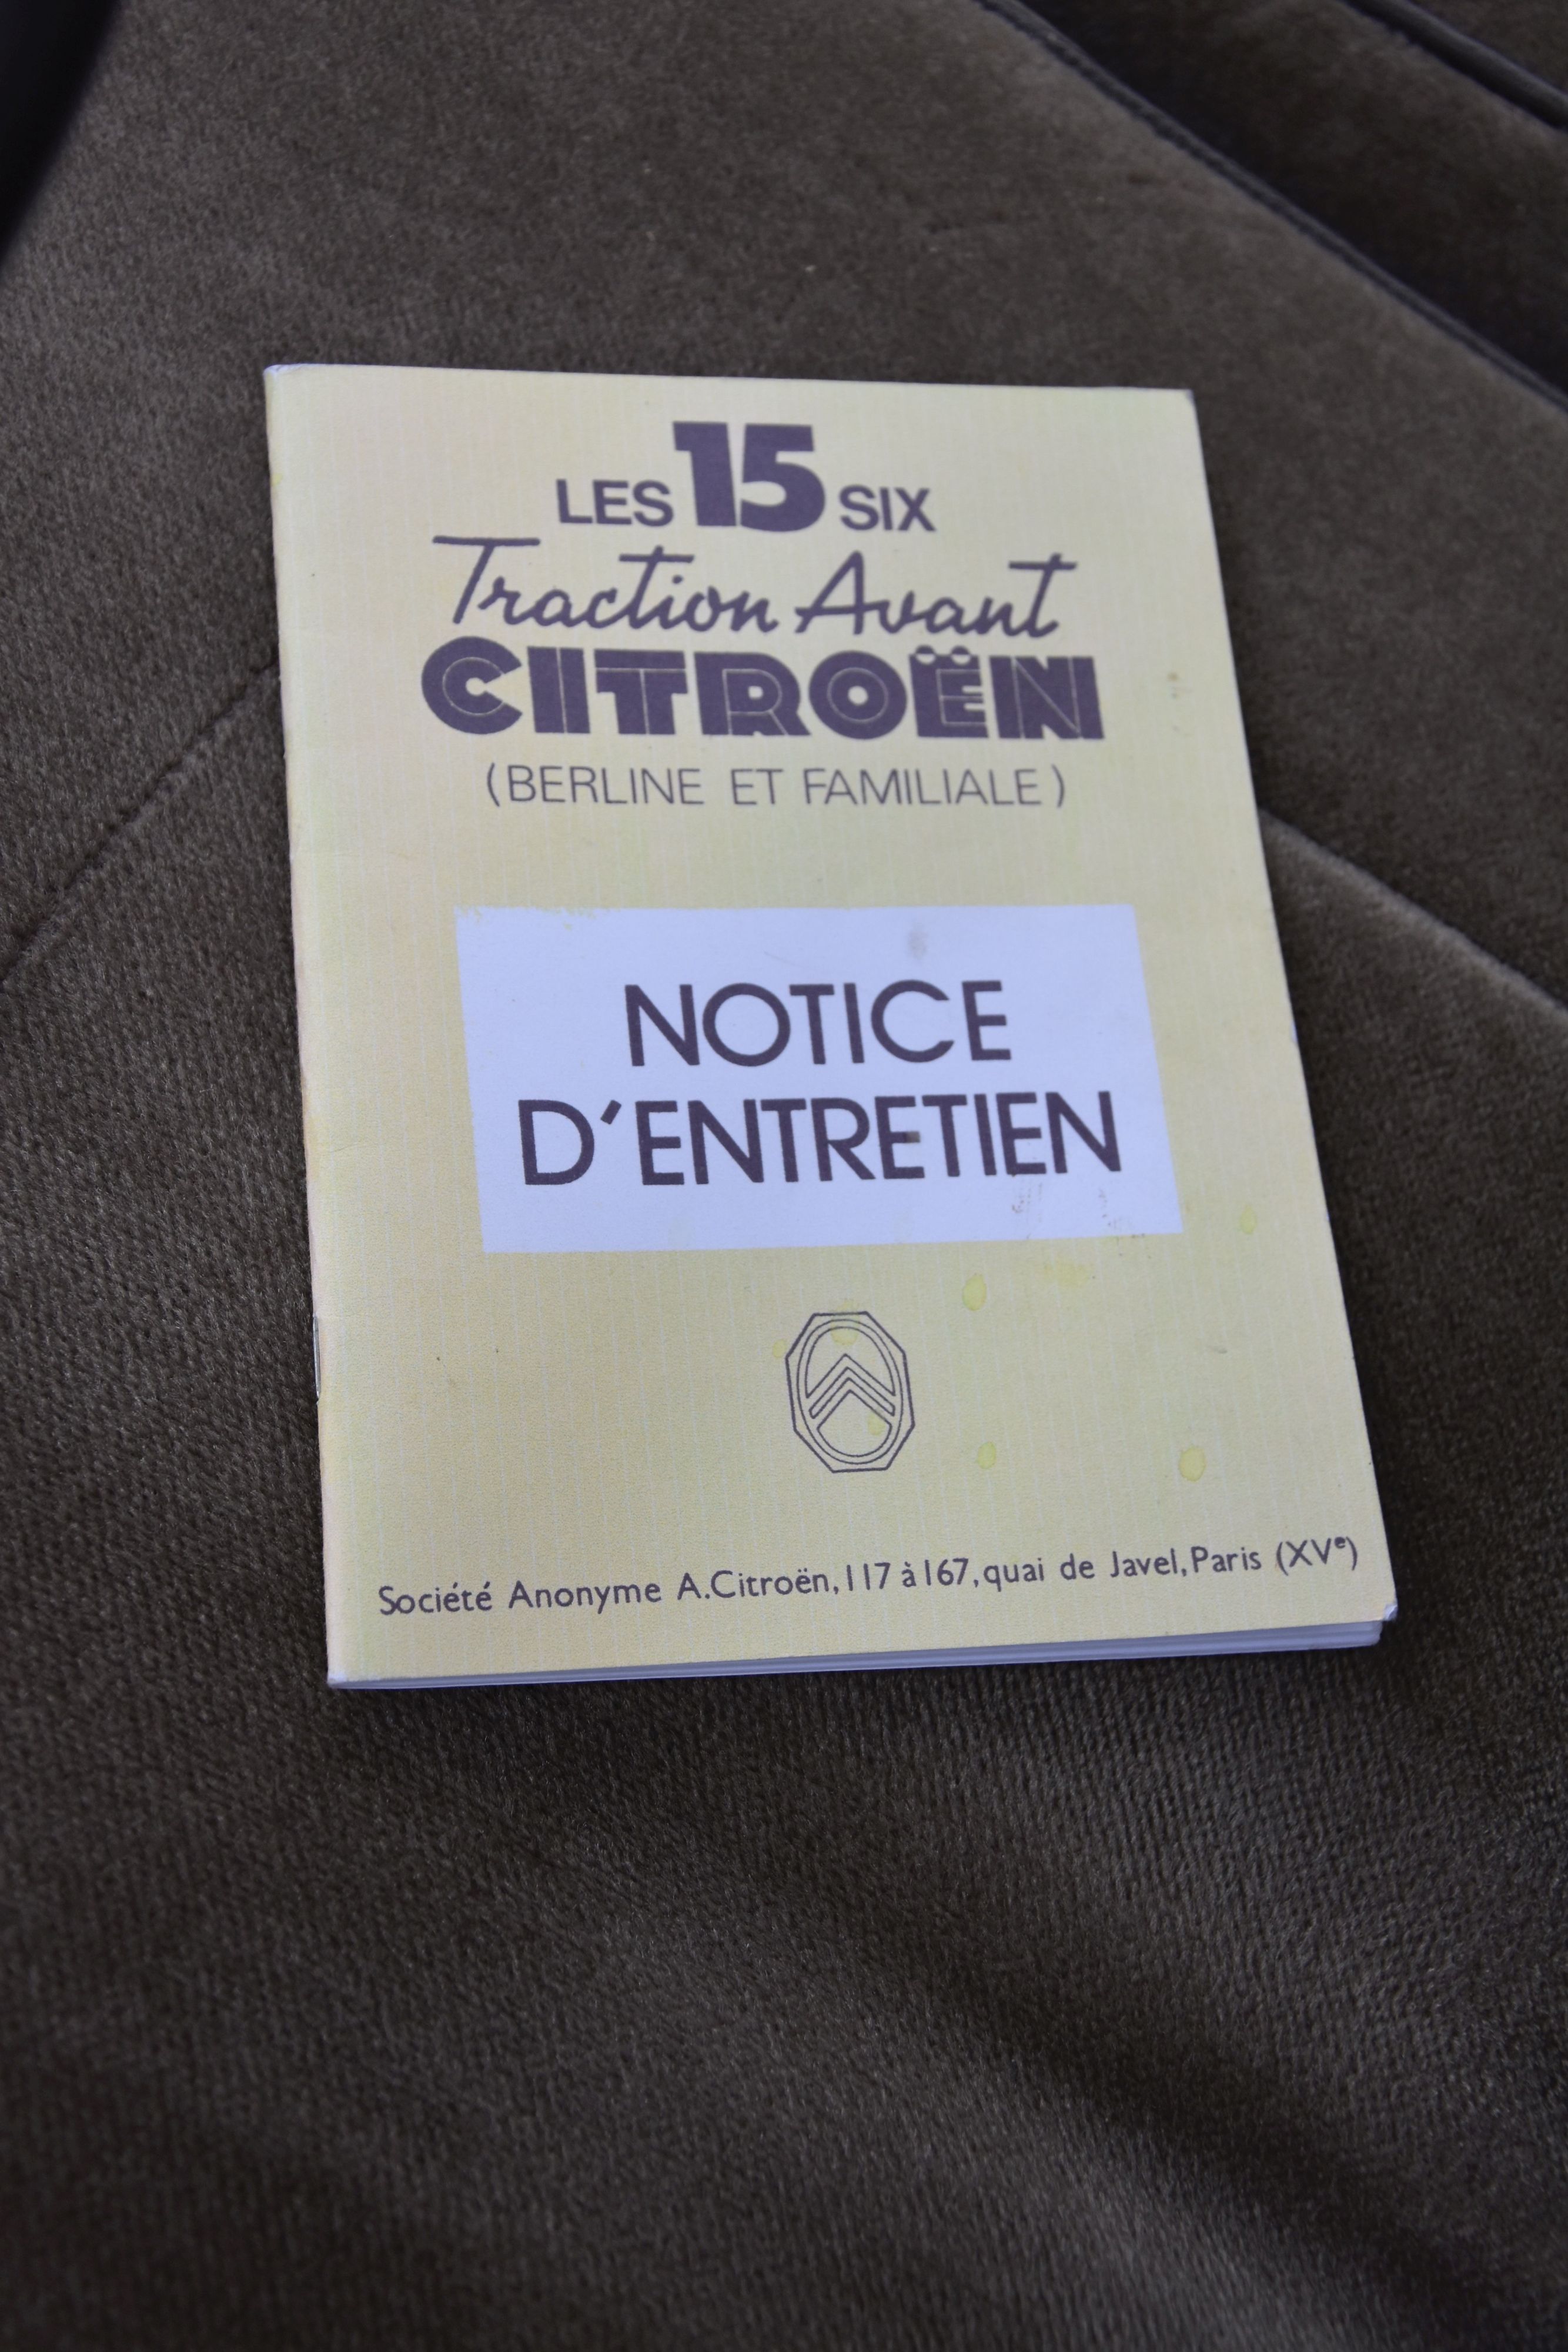 LES 15 SIX
Traction Avant
CITROËN
(BERLINE ET FAMILIALE)
NOTICE
D'ENTRETIEN
Société Anonyme A.Citroën, 117 à 167, quai de Javel, Paris (XVᵉ)